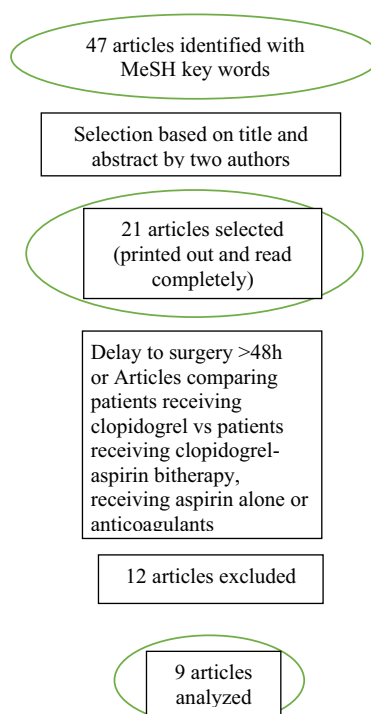 47 articles identified with
MeSH key words
Selection based on title and
abstract by two authors
21 articles selected
(printed out and read
completely)
Delay to surgery >48h
or Articles comparing
patients receiving
clopidogrel vs patients
receiving clopidogrel-
aspirin bitherapy,
receiving aspirin alone or
anticoagulants
12 articles excluded
9 articles
analyzed